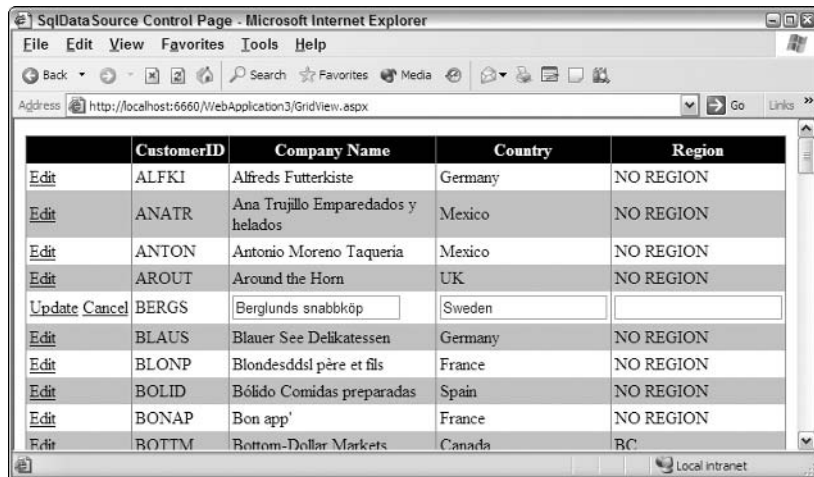 SqlDataSource Control Page - Microsoft Internet Explorer
File Edit View Favorites Tools Help
Back Search Favorites Media
Address http://localhost:6660/WebApplication3/GridView.aspx Go Links »
CustomerID Company Name Country Region
Edit ALFKI Alfreds Futterkiste Germany NO REGION
Edit ANATR Ana Trujillo Emparedados y helados Mexico NO REGION
Edit ANTON Antonio Moreno Taqueria Mexico NO REGION
Edit AROUT Around the Horn UK NO REGION
Update Cancel BERGS Berglunds snabbköp Sweden
Edit BLAUS Blauer See Delikatessen Germany NO REGION
Edit BLONP Blondesddsl père et fils France NO REGION
Edit BOLID Bólido Comidas preparadas Spain NO REGION
Edit BONAP Bon app' France NO REGION
Edit BOTTM Bottom-Dollar Markets Canada BC
Local intranet